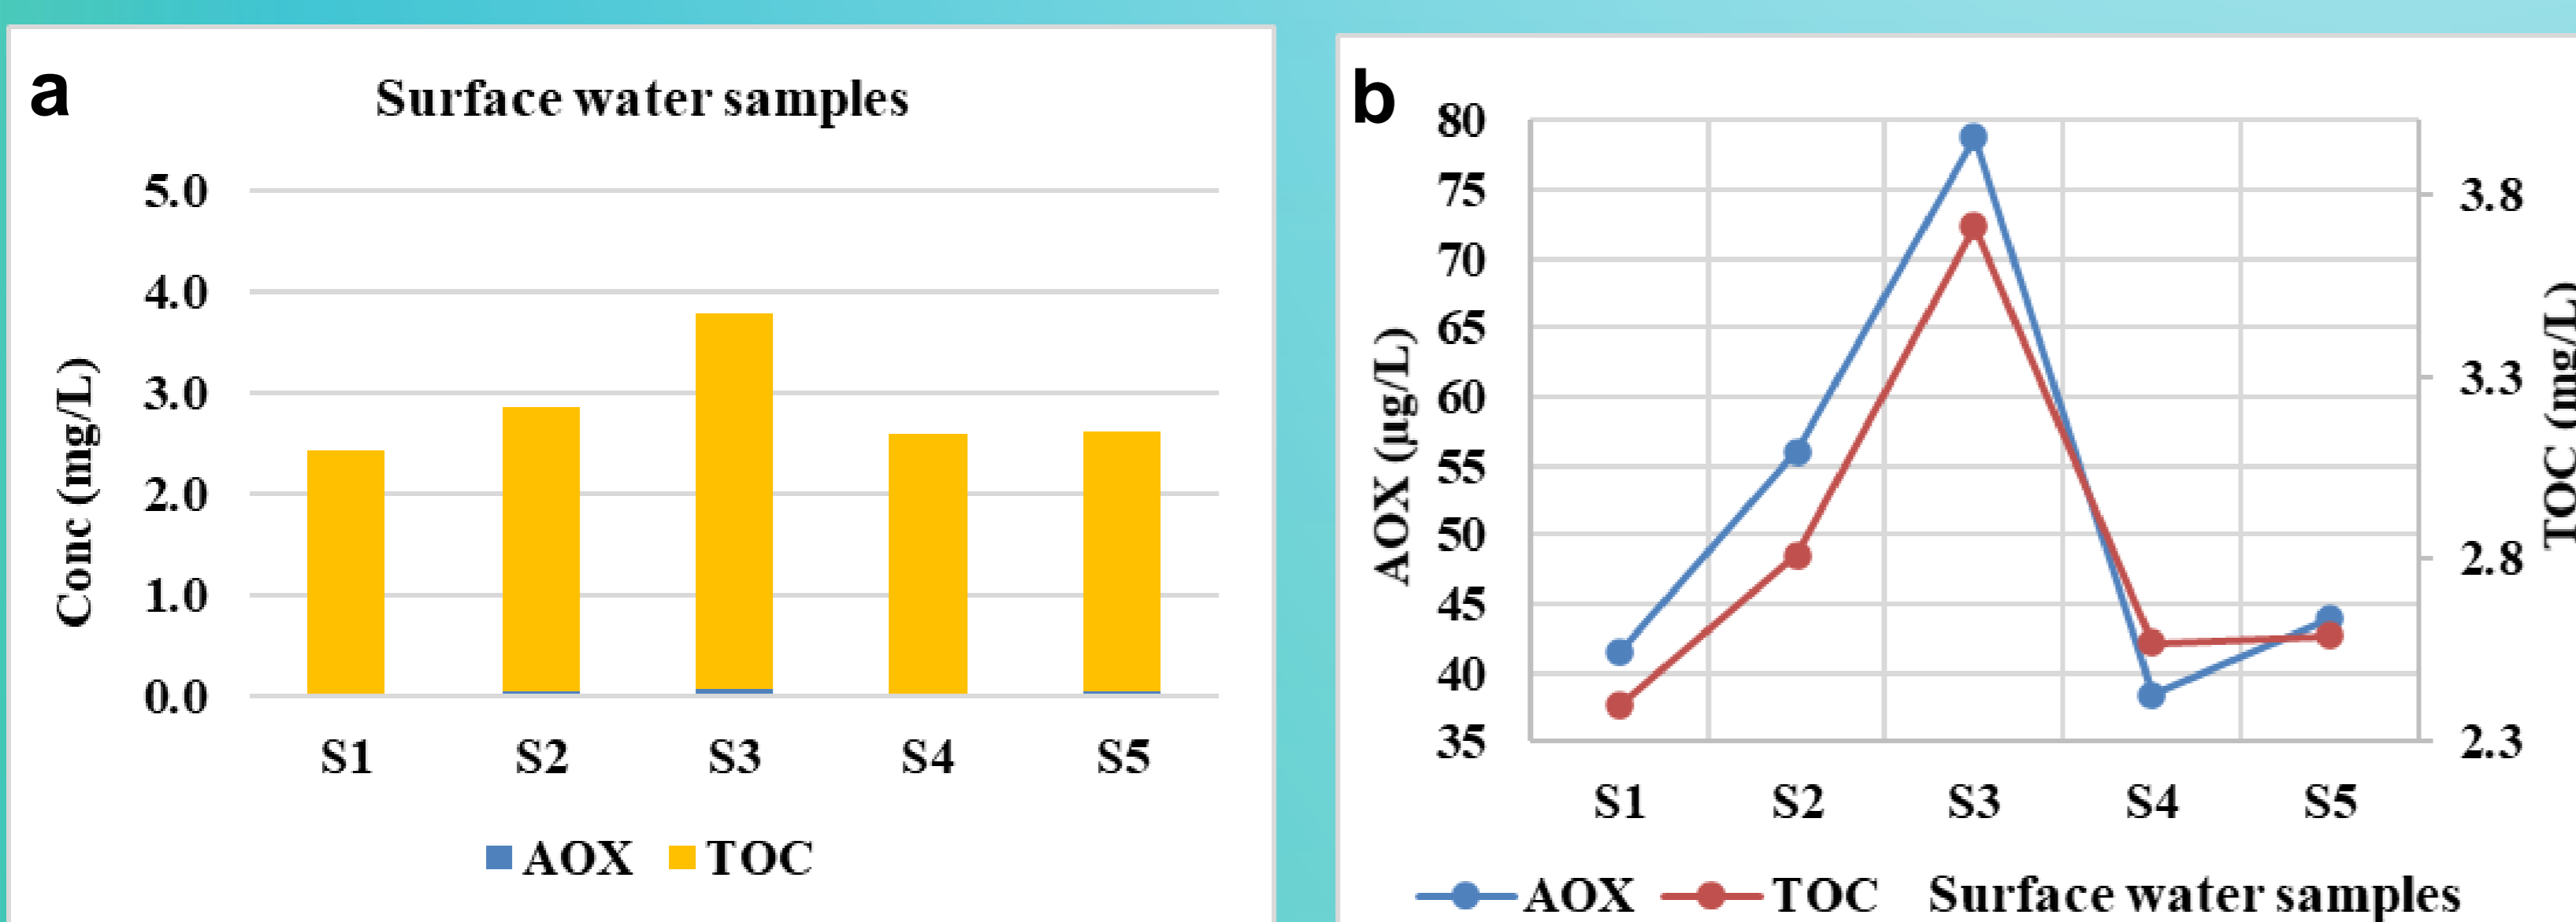 a
Surface water samples
5.0
4.0
3.0
2.0
1.0
0.0
Conc (mg/L)
S1 S2 S3 S4 S5
AOX TOC
b
80
75
70
65
60
55
50
45
40
35
AOX (µg/L)
3.8
3.3
2.8
2.3
TOC (mg/L)
S1 S2 S3 S4 S5
AOX TOC Surface water samples